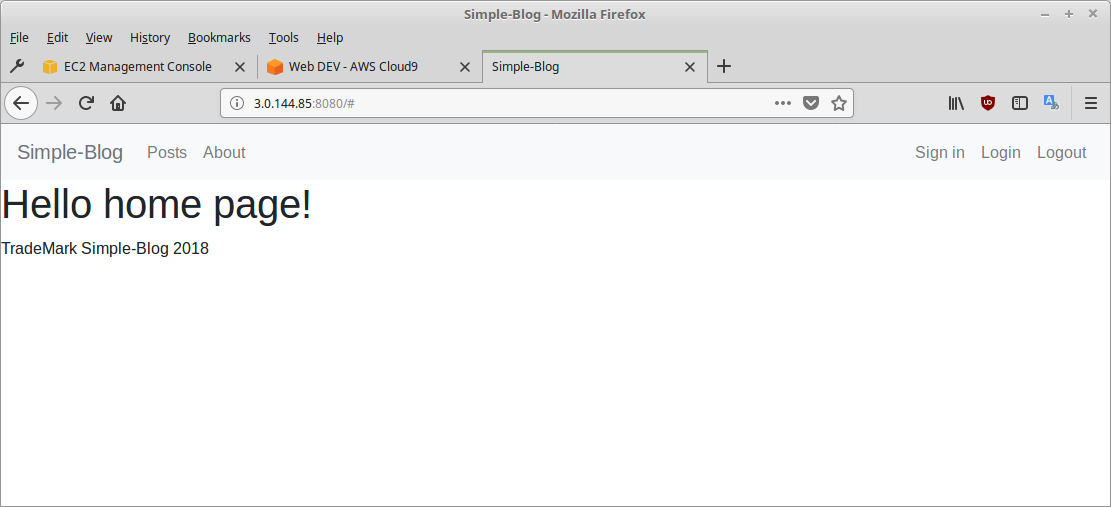 Simple-Blog - Mozilla Firefox
File Edit View History Bookmarks Tools Help
EC2 Management Console Web DEV - AWS Cloud9 Simple-Blog
3.0.144.85:8080/#
Simple-Blog Posts About Sign in Login Logout
Hello home page!
TradeMark Simple-Blog 2018